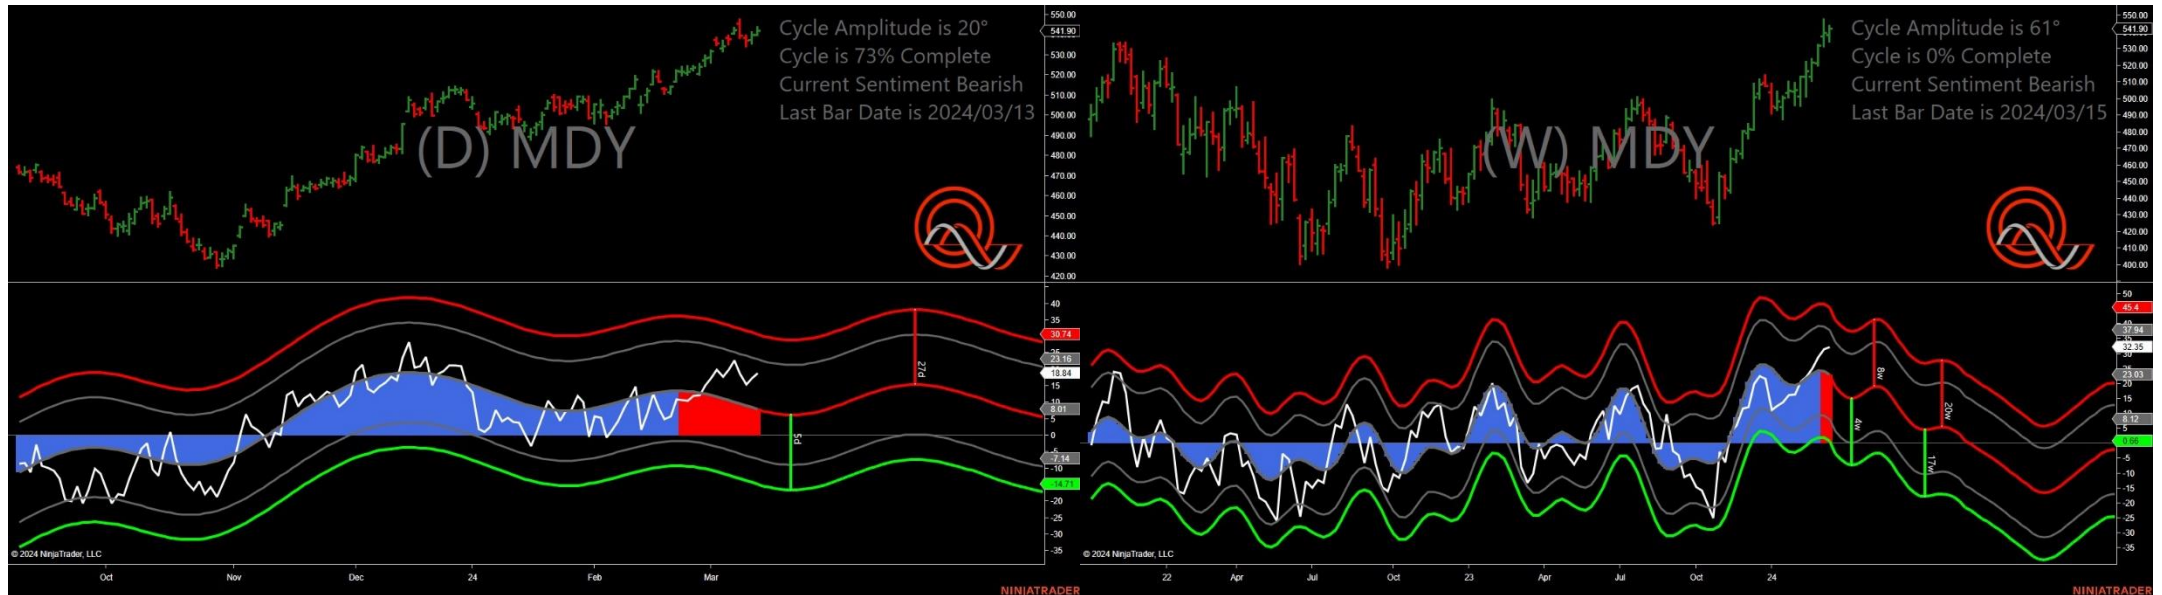 Cycle Amplitude is 20°
Cycle is 73% Complete
Current Sentiment Bearish
Last Bar Date is 2024/03/13
(D) MDY
550.00
541.90
530.00
520.00
510.00
500.00
490.00
480.00
470.00
460.00
450.00
440.00
430.00
420.00
40
35
30.74
23.16
18.84
15
10
8.01
5
0
-7.14
-10
-14.71
-20
-25
-30
-35
27d
5d
© 2024 NinjaTrader, LLC
Oct Nov Dec 24 Feb Mar
NINJATRADER
Cycle Amplitude is 61°
Cycle is 0% Complete
Current Sentiment Bearish
Last Bar Date is 2024/03/15
(W) MDY
550.00
541.90
530.00
520.00
510.00
500.00
490.00
480.00
470.00
460.00
450.00
440.00
430.00
420.00
410.00
400.00
50
45.4
37.94
32.35
23.03
20
15
8.12
5
0.66
-5
-10
-15
-20
-25
-30
-35
8w
4w
20w
17w
© 2024 NinjaTrader, LLC
22 Apr Jul Oct 23 Apr Jul Oct 24
NINJATRADER